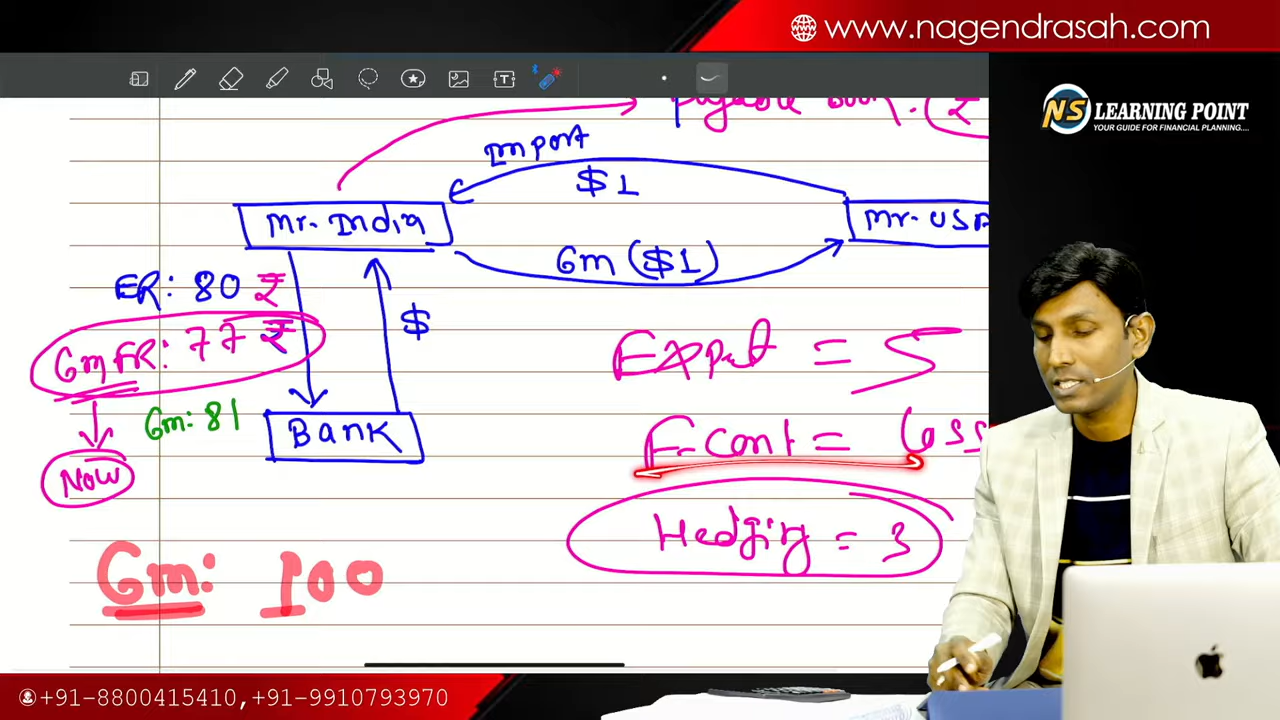 www.nagendrasah.com
NS LEARNING POINT
YOUR GUIDE FOR FINANCIAL PLANNING....
Import
$1
Mr. India
Mr. USA
6m ($1)
ER: 80 ₹
$
6m FR: 77 ₹
6m: 81
Bank
Now
= 5
F. Cont = Loss
Hedging = 3
6m: 100
+91-8800415410,+91-9910793970